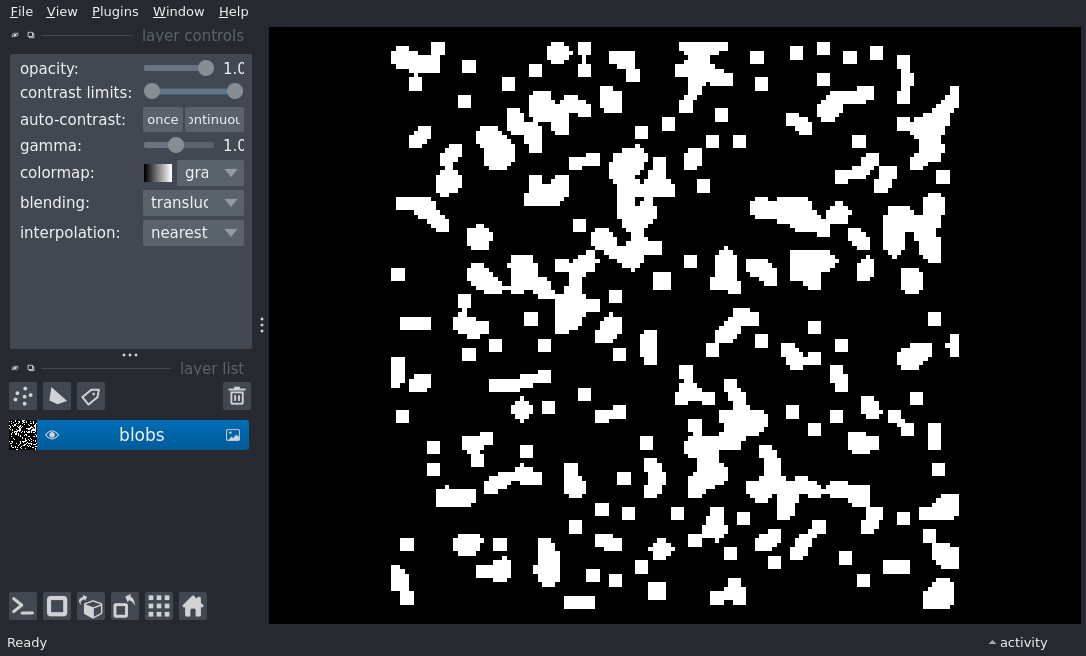 File View Plugins Window Help
layer controls
opacity: 1.0
contrast limits:
auto-contrast: once ontinuou
gamma: 1.0
colormap: gra
blending: transluc
interpolation: nearest
layer list
blobs
Ready
activity